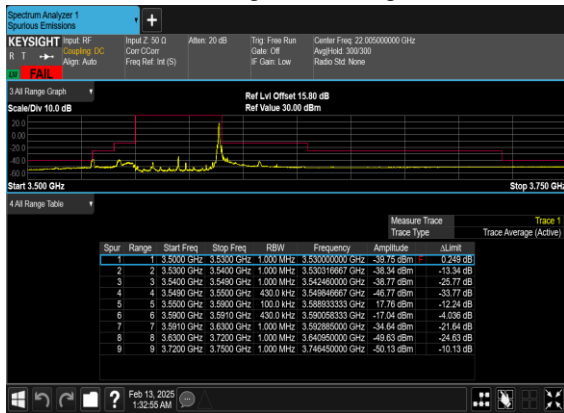 Spectrum Analyzer 1
Spurious Emissions
KEYSIGHT Input: RF Input Z: 50 Ω Atten: 20 dB Trig: Free Run Center Freq: 22.005000000 GHz
R T Coupling: DC Corr CCorr Gate: Off Avg|Hold: 300/300
Align: Auto Freq Ref: Int (S) IF Gain: Low Radio Std: None
FAIL
3 All Range Graph
Ref Lvl Offset 15.80 dB
Scale/Div 10.0 dB Ref Value 30.00 dBm
20.0
0.00
-20.0
-40.0
-60.0
Start 3.500 GHz Stop 3.750 GHz
4 All Range Table
Measure Trace Trace 1
Trace Type Trace Average (Active)
Spur Range Start Freq Stop Freq RBW Frequency Amplitude ΔLimit
1 1 3.5000 GHz 3.5300 GHz 1.000 MHz 3.530000000 GHz -39.75 dBm F 0.249 dB
2 2 3.5300 GHz 3.5400 GHz 1.000 MHz 3.530316667 GHz -38.34 dBm -13.34 dB
3 3 3.5400 GHz 3.5490 GHz 1.000 MHz 3.542460000 GHz -38.77 dBm -25.77 dB
4 4 3.5490 GHz 3.5500 GHz 430.0 kHz 3.549846667 GHz -46.77 dBm -33.77 dB
5 5 3.5500 GHz 3.5900 GHz 100.0 kHz 3.588933333 GHz 17.76 dBm -12.24 dB
6 6 3.5900 GHz 3.5910 GHz 430.0 kHz 3.590058333 GHz -17.04 dBm -4.036 dB
7 7 3.5910 GHz 3.6300 GHz 1.000 MHz 3.592885000 GHz -34.64 dBm -21.64 dB
8 8 3.6300 GHz 3.7200 GHz 1.000 MHz 3.640950000 GHz -49.63 dBm -24.63 dB
9 9 3.7200 GHz 3.7500 GHz 1.000 MHz 3.746450000 GHz -50.13 dBm -10.13 dB
Feb 13, 2025
1:32:55 AM